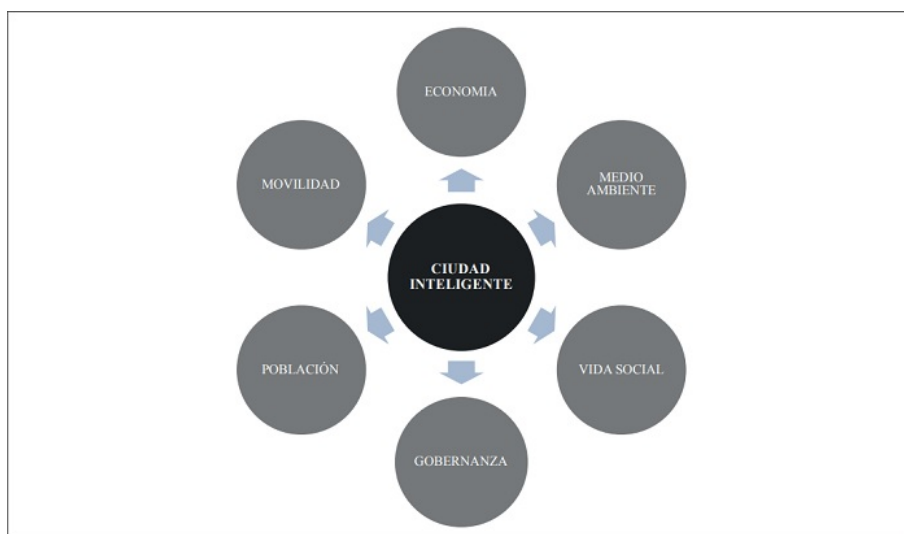 ECONOMIA
MOVILIDAD
MEDIO
AMBIENTE
CIUDAD
INTELIGENTE
POBLACIÓN
VIDA SOCIAL
GOBERNANZA